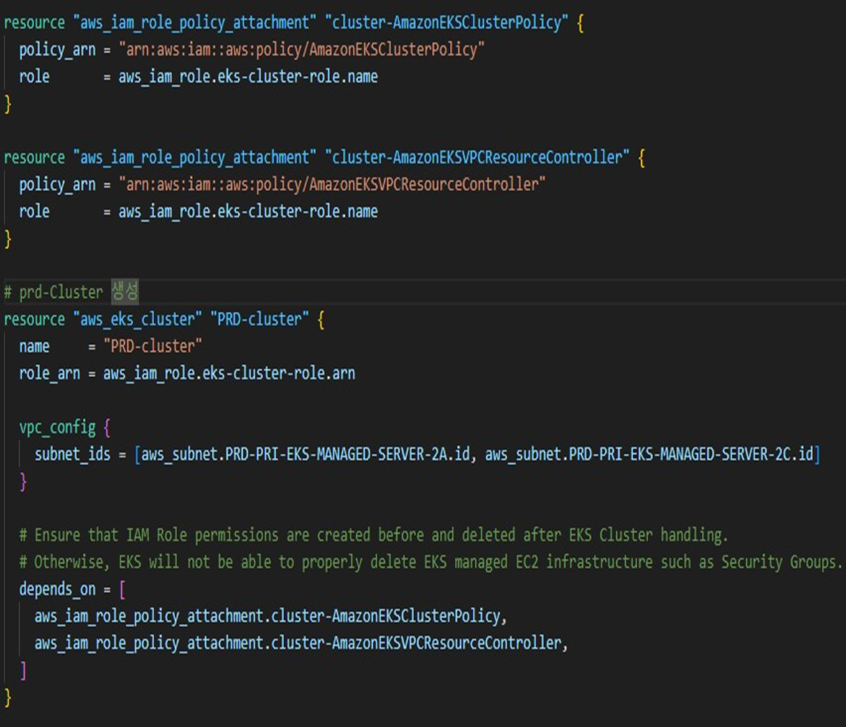 resource "aws_iam_role_policy_attachment" "cluster-AmazonEKSClusterPolicy" {
  policy_arn = "arn:aws:iam::aws:policy/AmazonEKSClusterPolicy"
  role       = aws_iam_role.eks-cluster-role.name
}

resource "aws_iam_role_policy_attachment" "cluster-AmazonEKSVPCResourceController" {
  policy_arn = "arn:aws:iam::aws:policy/AmazonEKSVPCResourceController"
  role       = aws_iam_role.eks-cluster-role.name
}

# prd-Cluster 생성
resource "aws_eks_cluster" "PRD-cluster" {
  name     = "PRD-cluster"
  role_arn = aws_iam_role.eks-cluster-role.arn

  vpc_config {
    subnet_ids = [aws_subnet.PRD-PRI-EKS-MANAGED-SERVER-2A.id, aws_subnet.PRD-PRI-EKS-MANAGED-SERVER-2C.id]
  }

  # Ensure that IAM Role permissions are created before and deleted after EKS Cluster handling.
  # Otherwise, EKS will not be able to properly delete EKS managed EC2 infrastructure such as Security Groups.
  depends_on = [
    aws_iam_role_policy_attachment.cluster-AmazonEKSClusterPolicy,
    aws_iam_role_policy_attachment.cluster-AmazonEKSVPCResourceController,
  ]
}